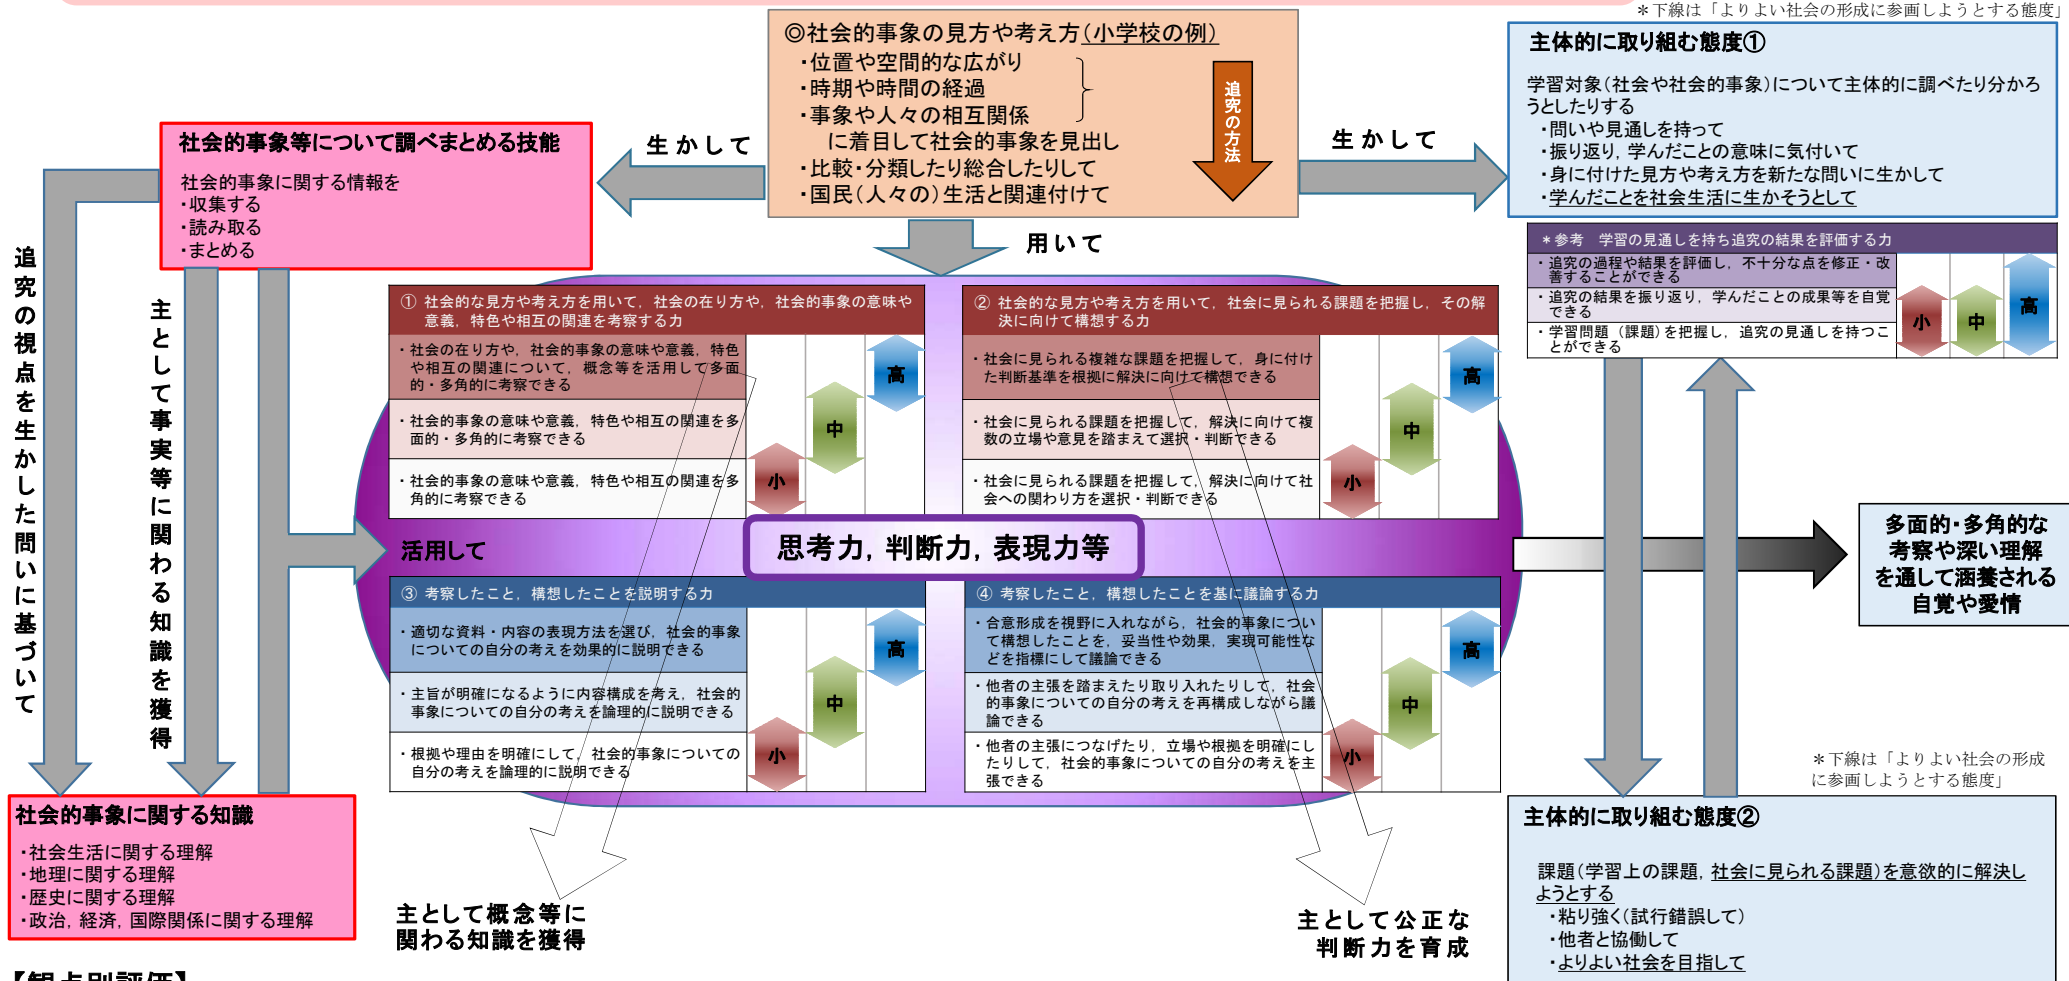 ＊下線は「よりよい社会の形成に参画しようとする態度」
◎社会的事象の見方や考え方(小学校の例)
・位置や空間的な広がり
・時期や時間の経過
・事象や人々の相互関係
に着目して社会的事象を見出し
・比較・分類したり総合したりして
・国民（人々の）生活と関連付けて
追究の方法
生かして
生かして
用いて
主体的に取り組む態度①
学習対象（社会や社会的事象）について主体的に調べたり分かろ
うとしたりする
・問いや見通しを持って
・振り返り，学んだことの意味に気付いて
・身に付けた見方や考え方を新たな問いに生かして
・学んだことを社会生活に生かそうとして
社会的事象等について調べまとめる技能
社会的事象に関する情報を
・収集する
・読み取る
・まとめる
追究の視点を生かした問いに基づいて
主として事実等に関わる知識を獲得
＊参考　学習の見通しを持ち追究の結果を評価する力
・追究の過程や結果を評価し，不十分な点を修正・改
善することができる
・追究の結果を振り返り，学んだことの成果等を自覚
できる
・学習問題（課題）を把握し，追究の見通しを持つこ
とができる
小
中
高
① 社会的な見方や考え方を用いて，社会の在り方や，社会的事象の意味や
意義，特色や相互の関連を考察する力
・社会の在り方や，社会的事象の意味や意義，特色
や相互の関連について，概念等を活用して多面
的・多角的に考察できる
・社会的事象の意味や意義，特色や相互の関連を多
面的・多角的に考察できる
・社会的事象の意味や意義，特色や相互の関連を多
角的に考察できる
小
中
高
② 社会的な見方や考え方を用いて，社会に見られる課題を把握し，その解
決に向けて構想する力
・社会に見られる複雑な課題を把握して，身に付け
た判断基準を根拠に解決に向けて構想できる
・社会に見られる課題を把握して，解決に向けて複
数の立場や意見を踏まえて選択・判断できる
・社会に見られる課題を把握して，解決に向けて社
会への関わり方を選択・判断できる
小
中
高
活用して
思考力，判断力，表現力等
③ 考察したこと，構想したことを説明する力
・適切な資料・内容の表現方法を選び，社会的事象
についての自分の考えを効果的に説明できる
・主旨が明確になるように内容構成を考え，社会的
事象についての自分の考えを論理的に説明できる
・根拠や理由を明確にして，社会的事象についての
自分の考えを論理的に説明できる
小
中
高
④ 考察したこと，構想したことを基に議論する力
・合意形成を視野に入れながら，社会的事象につい
て構想したことを，妥当性や効果，実現可能性な
どを指標にして議論できる
・他者の主張を踏まえたり取り入れたりして，社会
的事象についての自分の考えを再構成しながら議
論できる
・他者の主張につなげたり，立場や根拠を明確にし
たりして，社会的事象についての自分の考えを主
張できる
小
中
高
多面的・多角的な
考察や深い理解
を通して涵養される
自覚や愛情
社会的事象に関する知識
・社会生活に関する理解
・地理に関する理解
・歴史に関する理解
・政治，経済，国際関係に関する理解
主として概念等に
関わる知識を獲得
主として公正な
判断力を育成
＊下線は「よりよい社会の形成
に参画しようとする態度」
主体的に取り組む態度②
課題（学習上の課題，社会に見られる課題）を意欲的に解決し
ようとする
・粘り強く（試行錯誤して）
・他者と協働して
・よりよい社会を目指して
【観点別評価】